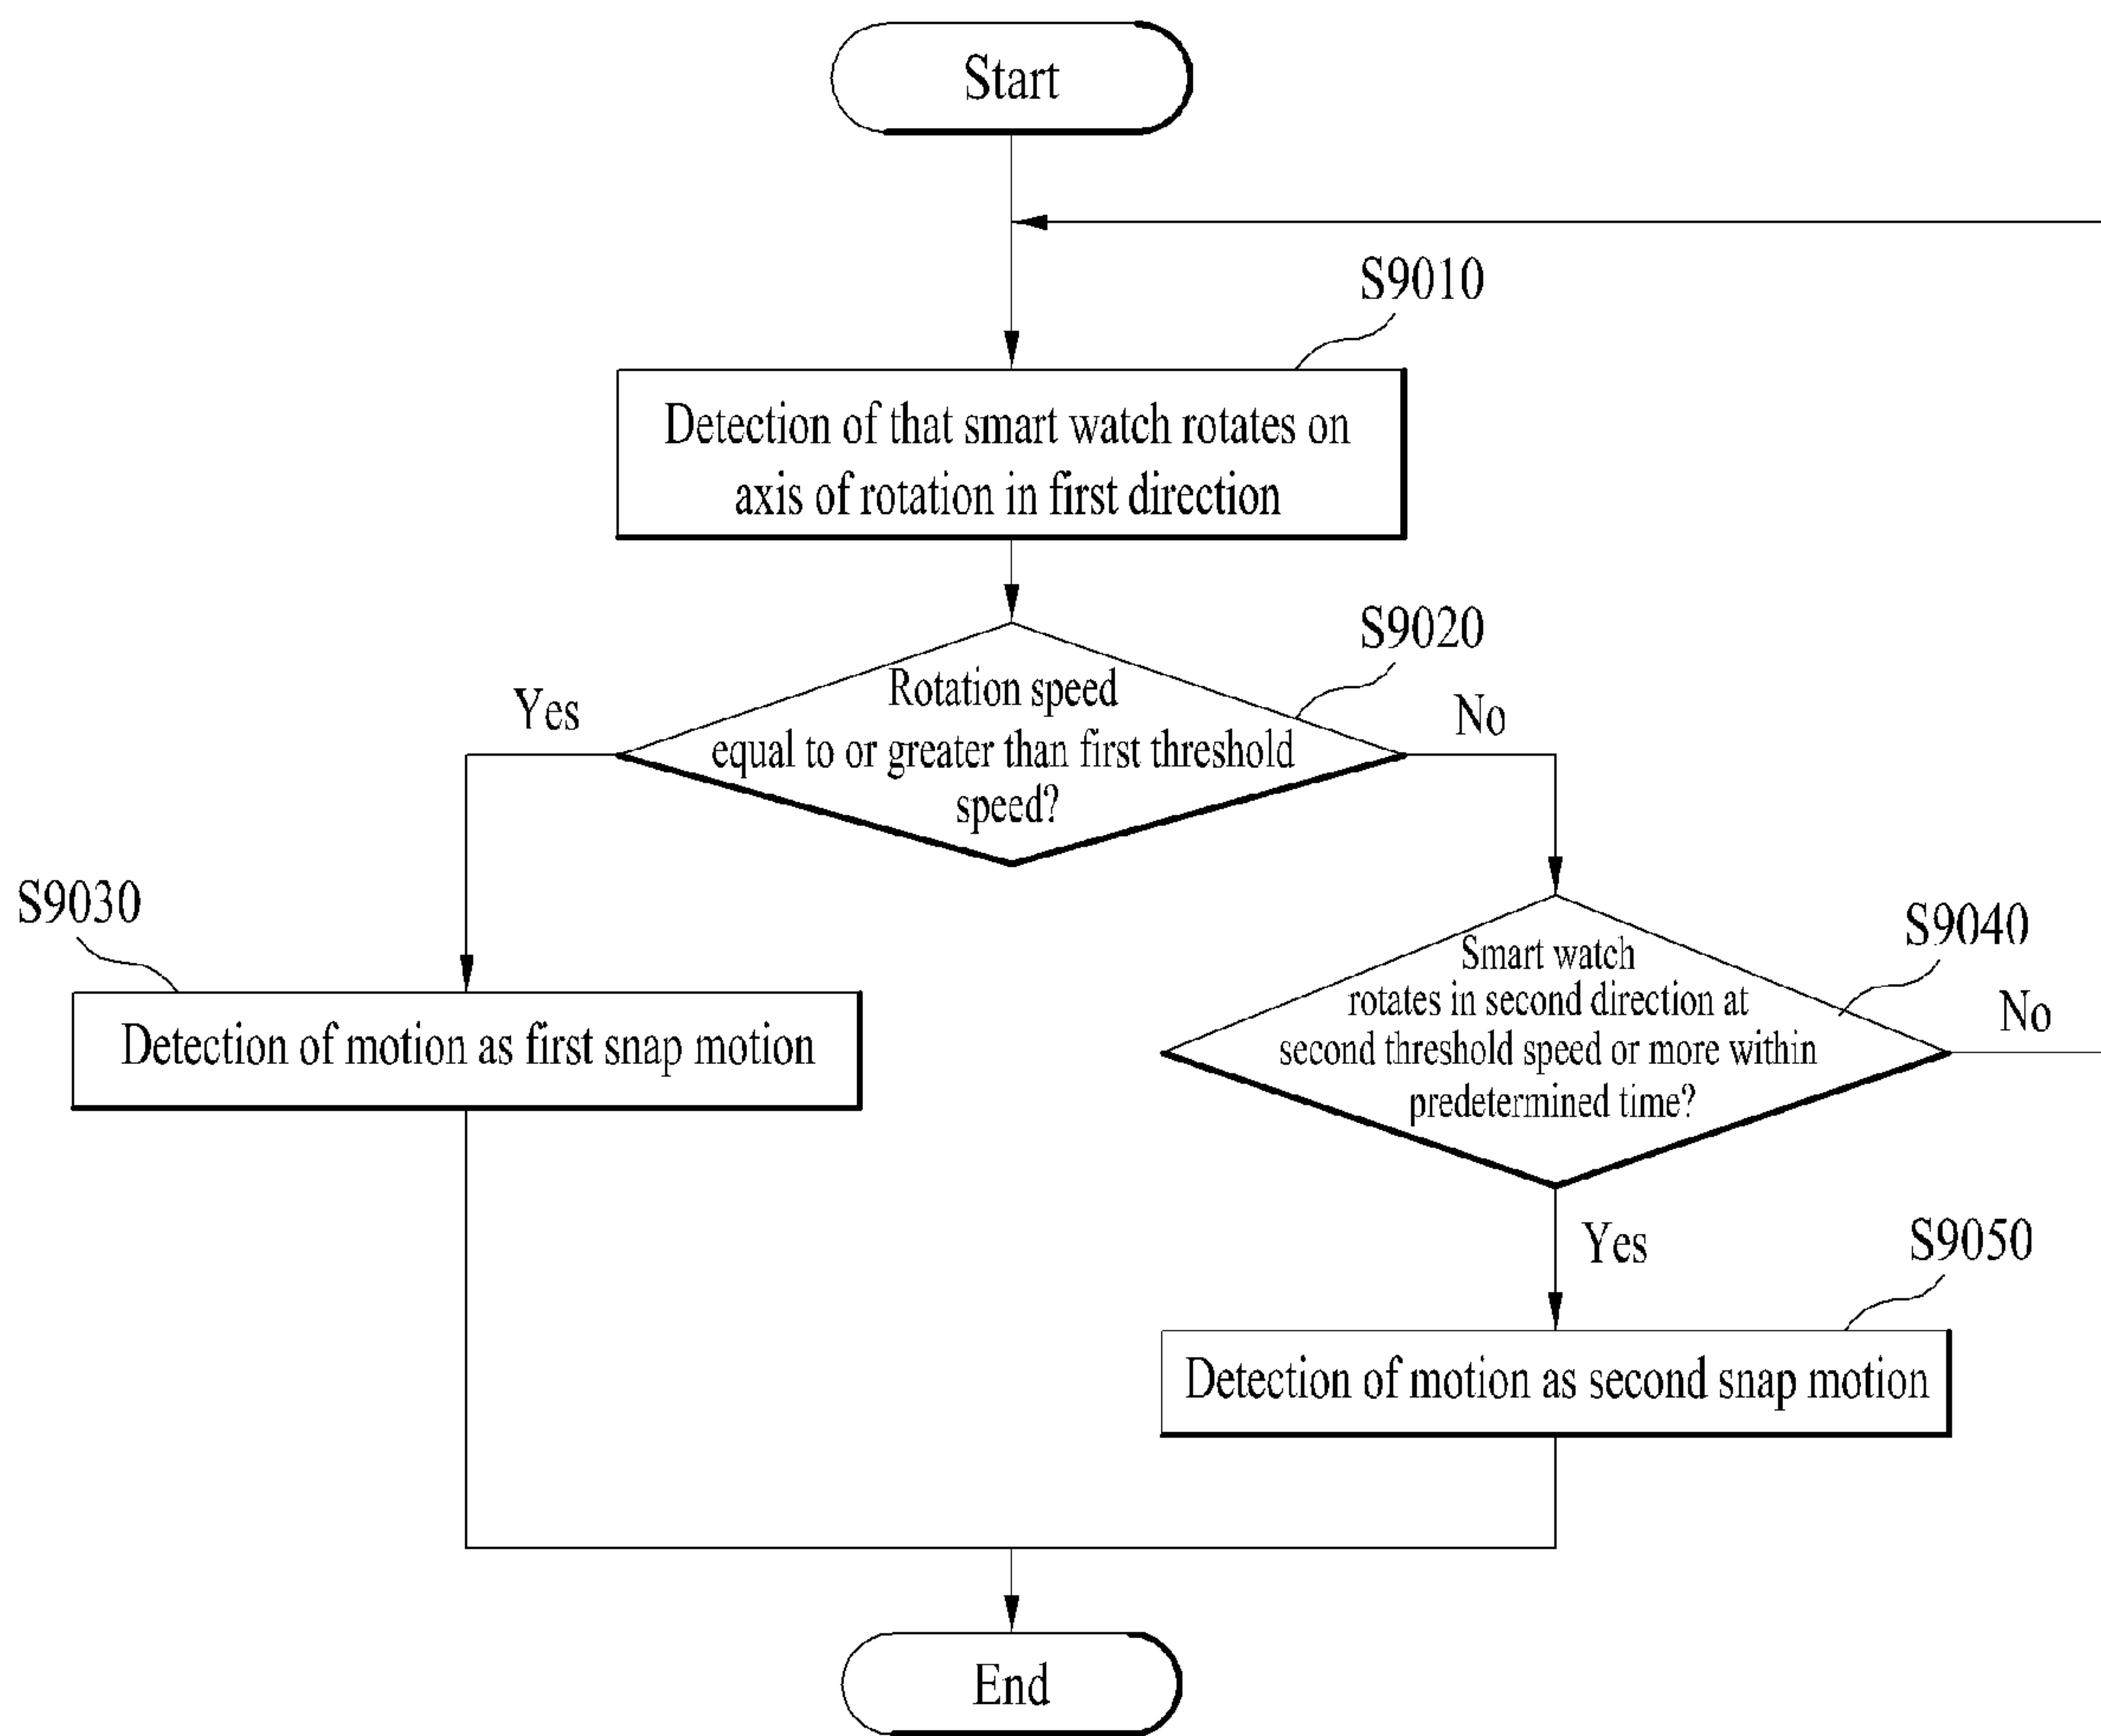 Start
S9010
Detection of that smart watch rotates on
axis of rotation in first direction
S9020
Rotation speed
equal to or greater than first threshold
speed?
Yes
No
S9030
Detection of motion as first snap motion
S9040
Smart watch
rotates in second direction at
second threshold speed or more within
predetermined time?
No
Yes
S9050
Detection of motion as second snap motion
End